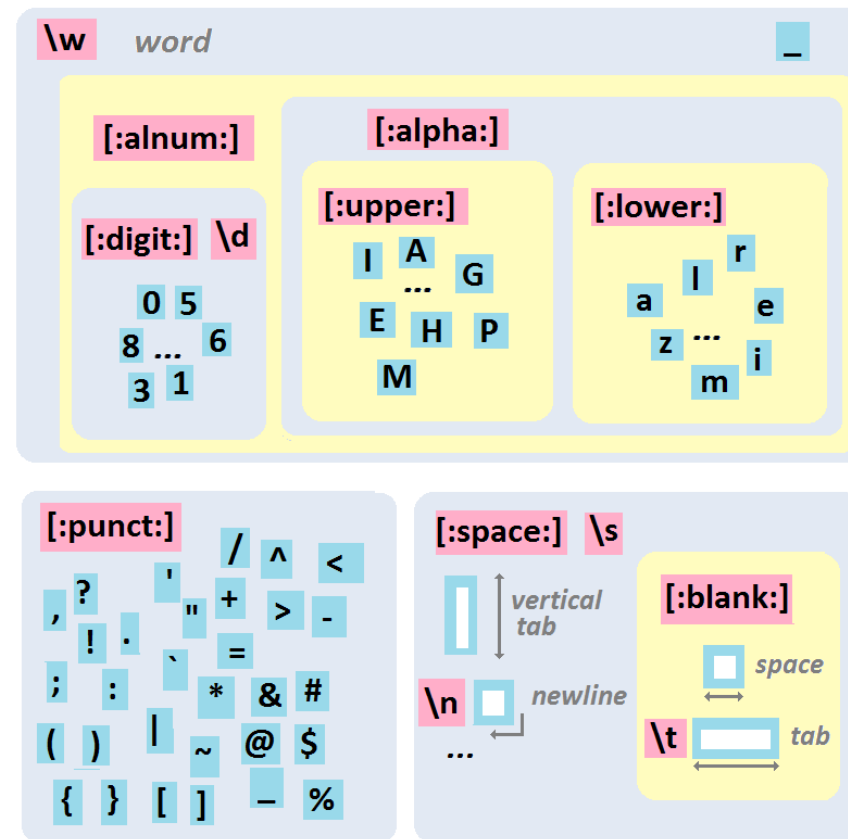 \w word _
[:alnum:] [:alpha:]
[:upper:] [:lower:]
[:digit:] \d
I A G
...
E H P
M
r
l
a e
z ... i
m
0 5
8 ... 6
3 1
[:punct:]
/ ^ <
' ?
, " + > -
! . =
; : ` * & #
( ) | ~ @ $
{ } [ ] _ %
[:space:] \s
vertical
tab
\n newline
...
[:blank:]
space
\t tab